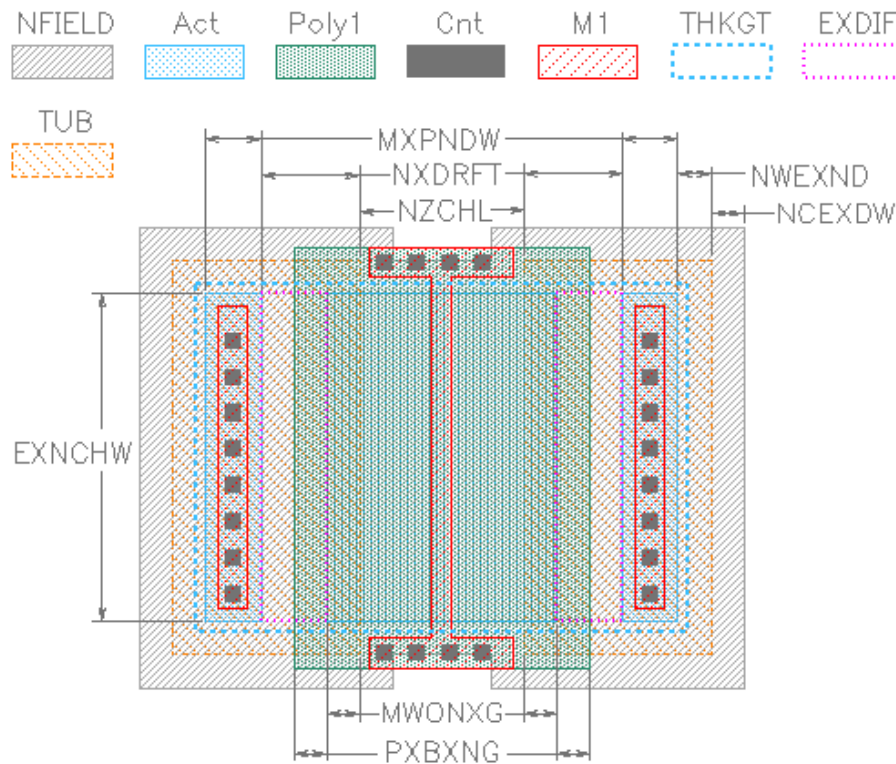 NFIELD Act Poly1 Cnt M1 THKGT EXDIF
TUB
MXPNDW
NXDRFT
NWEXND
NZCHL
NCEXDW
EXNCHW
MWONXG
PXBXNG